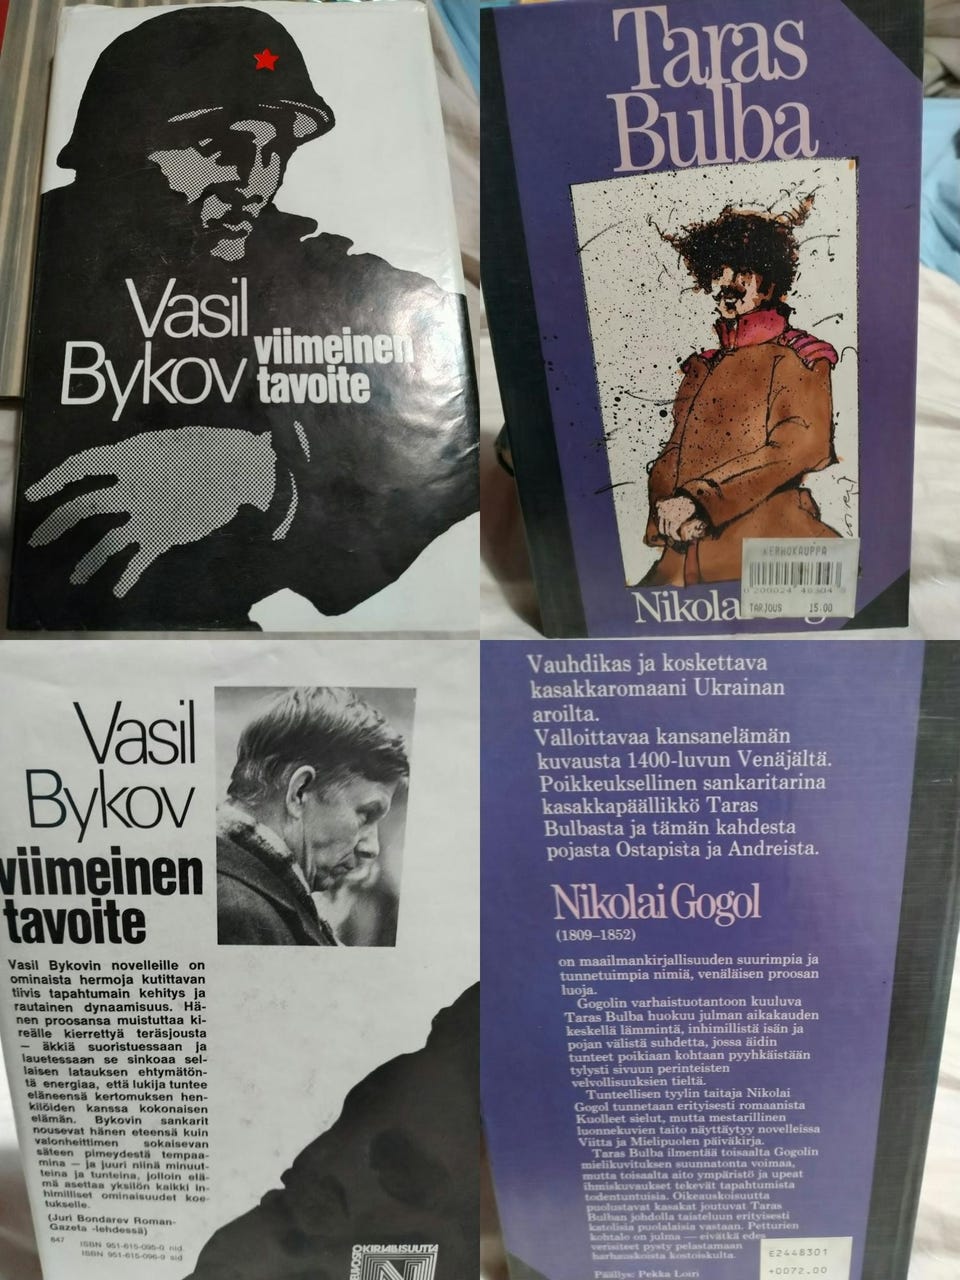 Vasil
Bykov
viimeinen
tavoite
Taras
Bulba
KERHOKAUPPA
TARJOUS 15.00
Vasil
Bykov
viimeinen
tavoite
Vasil Bykovin novelleille on
ominaista hermoja kutittavan
tiivis tapahtumain kehitys ja
rautainen dynaamisuus. Hä-
nen proosansa muistuttaa ki-
reälle kierrettyä teräsjousta
— äkkiä suoristuessaan ja
lauetessaan se sinkoaa sel-
laisen latauksen ehtymätön-
tä energiaa, että lukija tuntee
eläneensä kertomuksen hen-
kilöiden kanssa kokonaisen
elämän. Bykovin sankarit
nousevat hänen eteensä kuin
valonheittimen sokaisevan
säteen pimeydestä tempaa-
mina — ja juuri niinä minuut-
teina ja tunteina, jolloin elä-
mä asettaa yksilön kaikki in-
himilliset ominaisuudet koe-
tukselle.
(Juri Bondarev Roman-
Gazeta -lehdessä)
847 ISBN 951-615-095-0 nid.
ISBN 951-615-096-9 sid
KIRJALLISUUTTA
Vauhdikas ja koskettava
kasakkaromaani Ukrainan
aroilta.
Valloittavaa kansanelämän
kuvausta 1400-luvun Venäjältä.
Poikkeuksellinen sankaritarina
kasakkapäällikkö Taras
Bulbasta ja tämän kahdesta
pojasta Ostapista ja Andreista.
Nikolai Gogol
(1809–1852)
on maailmankirjallisuuden suurimpia ja
tunnetuimpia nimiä, venäläisen proosan
luoja.
Gogolin varhaistuotantoon kuuluva
Taras Bulba huokuu julman aikakauden
keskellä lämmintä, inhimillistä isän ja
pojan välistä suhdetta, jossa äidin
tunteet poikiaan kohtaan pyyhkäistään
tylysti sivuun perinteisten
velvollisuuksien tieltä.
Tunteellisen tyylin taitaja Nikolai
Gogol tunnetaan erityisesti romaanista
Kuolleet sielut, mutta mestarillinen
luonnekuvien taito näyttäytyy novelleissa
Viitta ja Mielipuolen päiväkirja.
Taras Bulba ilmentää toisaalta Gogolin
mielikuvituksen suunnatonta voimaa,
mutta toisaalta aito ympäristö ja upeat
ihmiskuvaukset tekevät tapahtumista
todentuntuisia. Oikeauskoisuutta
puolustavat kasakat joutuvat Taras
Bulban johdolla taisteluun erityisesti
katolisia puolalaisia vastaan. Petturien
kohtalo on julma — eivätkä edes
verisiteet pysty pelastamaan
harhauskoista kostoiskulta.
Päällys: Pekka Loiri
E2448301
+0072.00